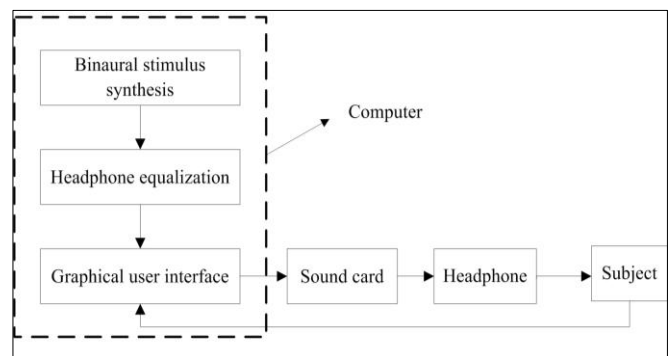 Binaural stimulus
synthesis
Computer
Headphone equalization
Graphical user interface
Sound card
Headphone
Subject